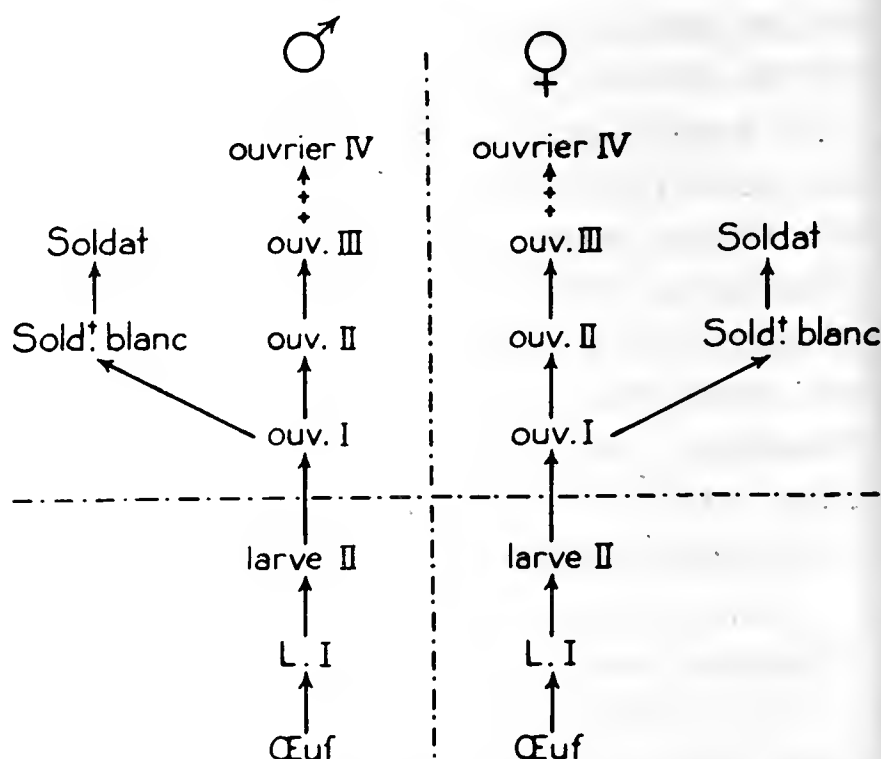 ♂ ♀
ouvrier IV ouvrier IV
Soldat ouv. III ouv. III Soldat
Sold.t blanc ouv. II ouv. II Sold.t blanc
ouv. I ouv. I
larve II larve II
L. I L. I
Œuf Œuf